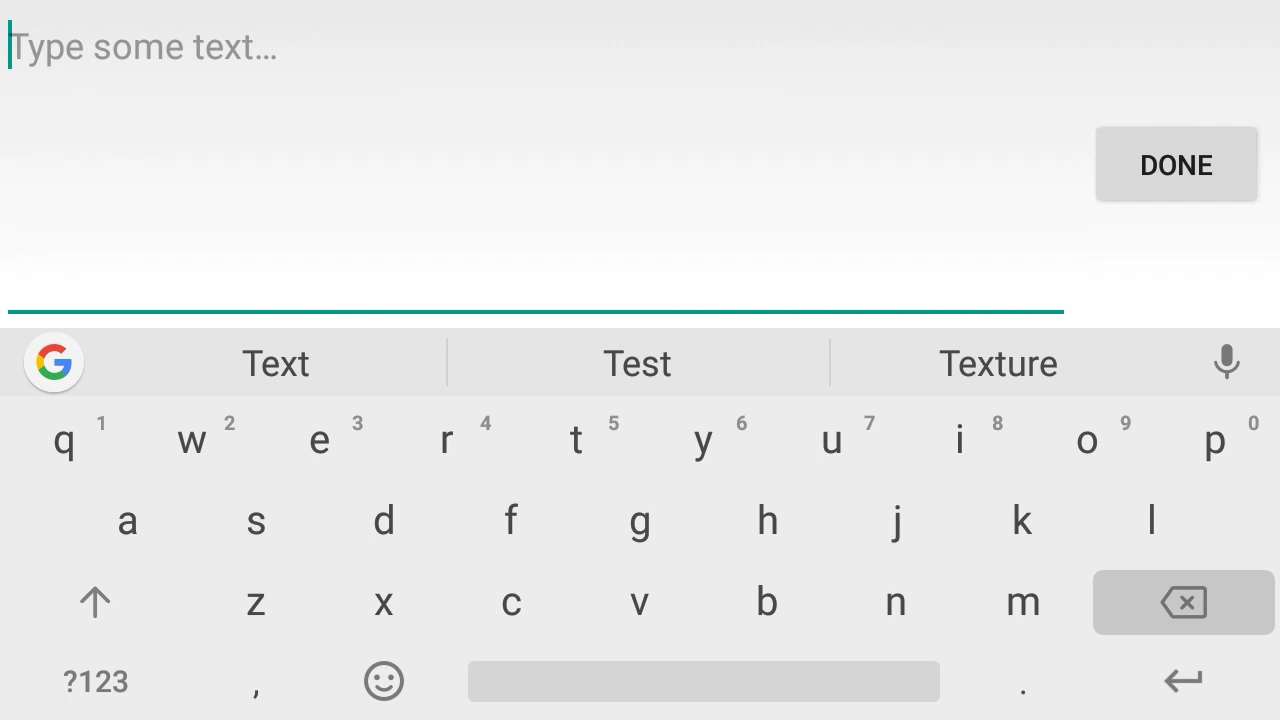 Type some text...
DONE
Text Test Texture
q 1 w 2 e 3 r 4 t 5 y 6 u 7 i 8 o 9 p 0
a s d f g h j k l
z x c v b n m
?123 , .